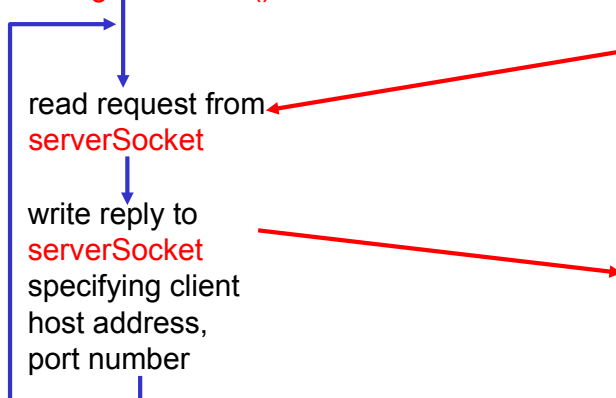 read request from
serverSocket
write reply to
serverSocket
specifying client
host address,
port number